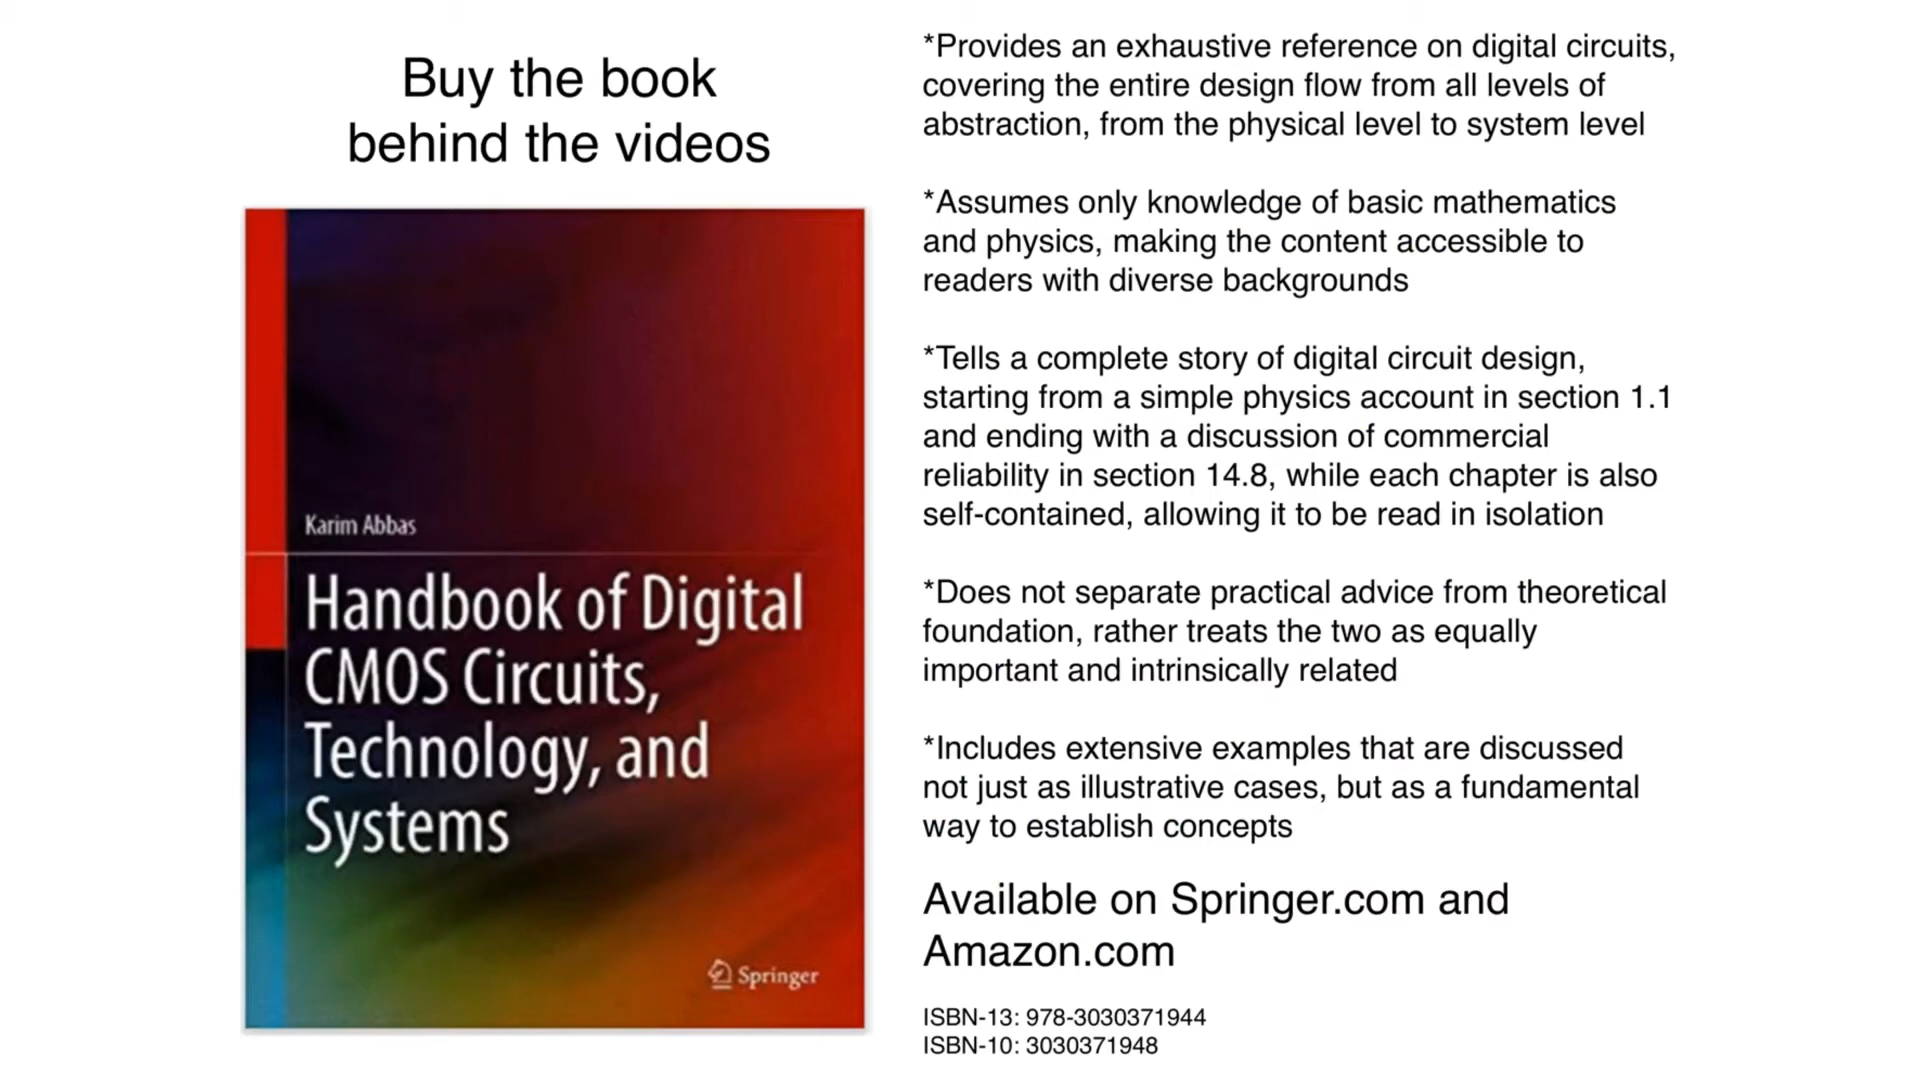 Buy the book
behind the videos
Karim Abbas
Handbook of Digital
CMOS Circuits,
Technology, and
Systems
Springer
*Provides an exhaustive reference on digital circuits,
covering the entire design flow from all levels of
abstraction, from the physical level to system level
*Assumes only knowledge of basic mathematics
and physics, making the content accessible to
readers with diverse backgrounds
*Tells a complete story of digital circuit design,
starting from a simple physics account in section 1.1
and ending with a discussion of commercial
reliability in section 14.8, while each chapter is also
self-contained, allowing it to be read in isolation
*Does not separate practical advice from theoretical
foundation, rather treats the two as equally
important and intrinsically related
*Includes extensive examples that are discussed
not just as illustrative cases, but as a fundamental
way to establish concepts
Available on Springer.com and
Amazon.com
ISBN-13: 978-3030371944
ISBN-10: 3030371948